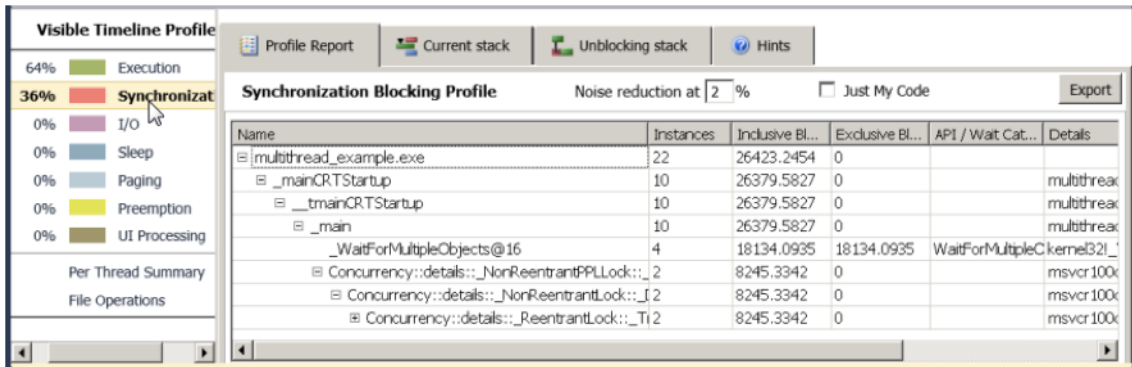 Visible Timeline Profile
64% Execution
36% Synchronizat
0% I/O
0% Sleep
0% Paging
0% Preemption
0% UI Processing
Per Thread Summary
File Operations
Profile Report Current stack Unblocking stack Hints
Synchronization Blocking Profile Noise reduction at 2 % Just My Code Export
Name Instances Inclusive Bl... Exclusive Bl... API / Wait Cat... Details
multithread_example.exe 22 26423.2454 0
_mainCRTStartup 10 26379.5827 0 multithread
__tmainCRTStartup 10 26379.5827 0 multithread
_main 10 26379.5827 0 multithread
_WaitForMultipleObjects@16 4 18134.0935 18134.0935 WaitForMultipleO kernel32!_
Concurrency::details::_NonReentrantPPLLock::_ 2 8245.3342 0 msvcr100
Concurrency::details::_NonReentrantLock::_ 2 8245.3342 0 msvcr100
Concurrency::details::_ReentrantLock::_Tr 2 8245.3342 0 msvcr100